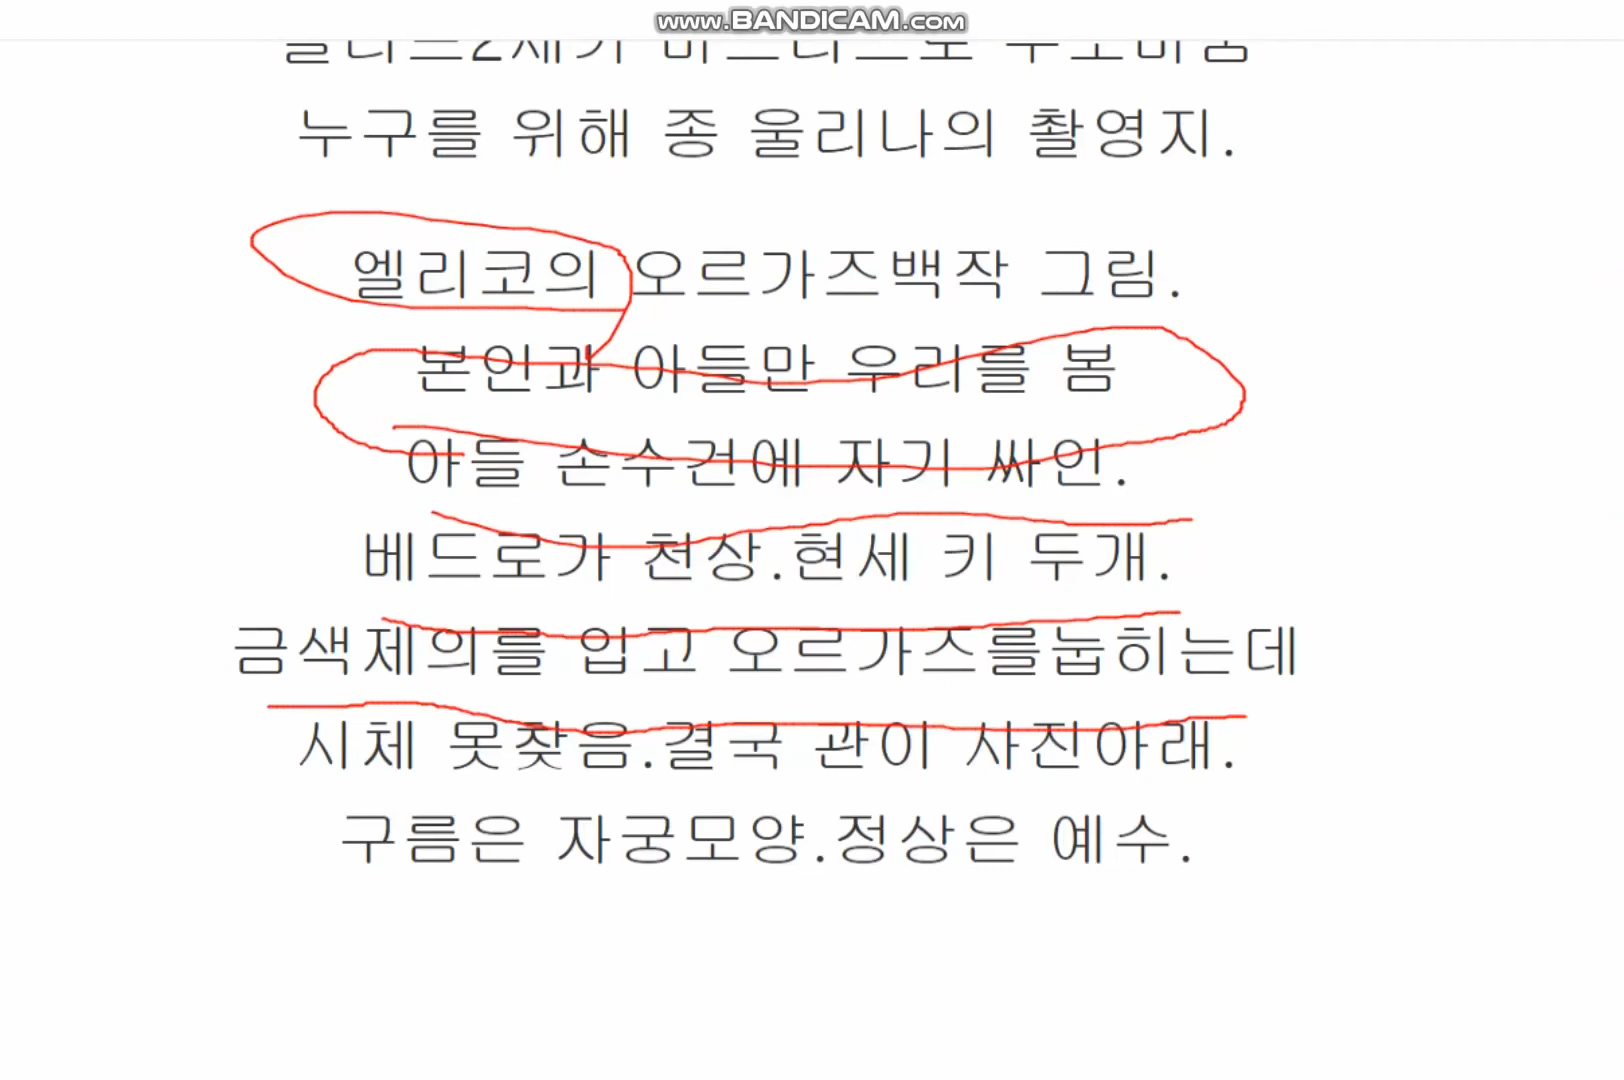 www.BANDICAM.com
누구를 위해 종 울리나의 촬영지.
엘리코의 오르가즈백작 그림.
본인과 아들만 우리를 봄
아들 손수건에 자기 싸인.
베드로가 천상.현세 키 두개.
금색제의를 입고 오르가즈를눕히는데
시체 못찾음.결국 관이 사진아래.
구름은 자궁모양.정상은 예수.